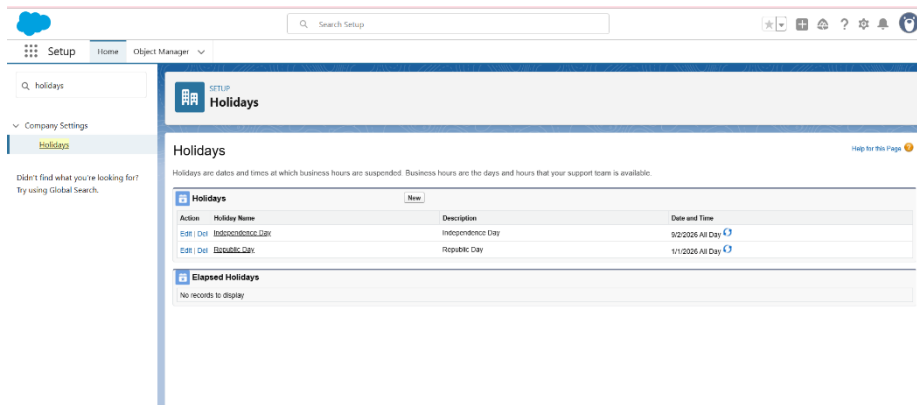 Search Setup
Setup Home Object Manager
holidays
Company Settings
Holidays
Didn't find what you're looking for?
Try using Global Search.
SETUP
Holidays
Holidays
Help for this Page
Holidays are dates and times at which business hours are suspended. Business hours are the days and hours that your support team is available.
Holidays New
Action Holiday Name Description Date and Time
Edit | Del Independence Day Independence Day 9/2/2026 All Day
Edit | Del Republic Day Republic Day 1/1/2026 All Day
Elapsed Holidays
No records to display